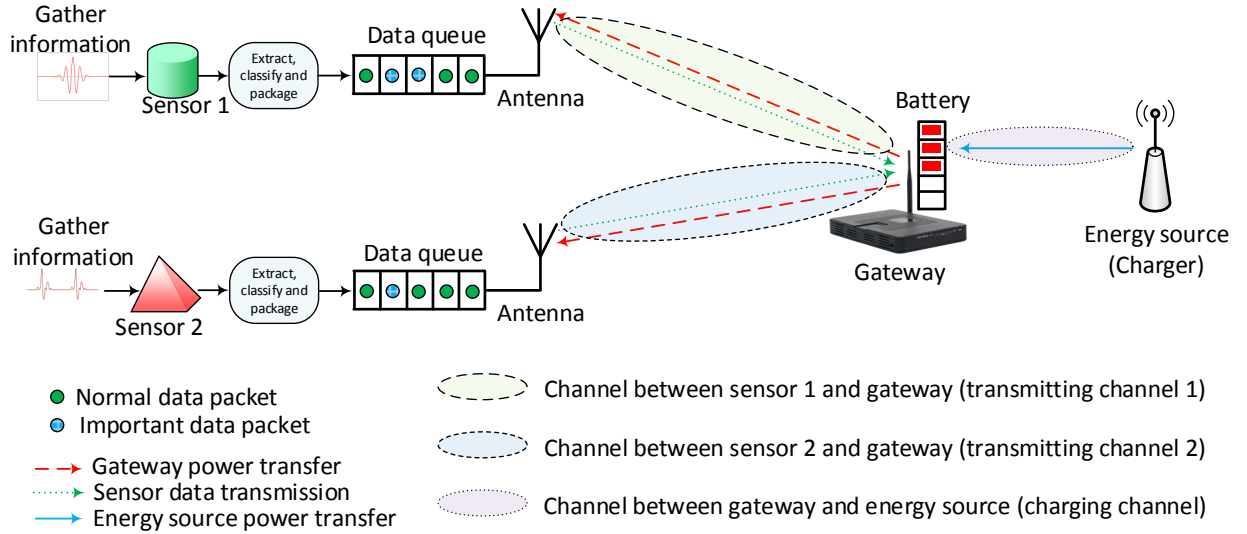 Gather
information
Sensor 1
Extract,
classify and
package
Data queue
Antenna
Battery
Gateway
Energy source
(Charger)
Gather
information
Sensor 2
Extract,
classify and
package
Data queue
Antenna
Normal data packet
Important data packet
Gateway power transfer
Sensor data transmission
Energy source power transfer
Channel between sensor 1 and gateway (transmitting channel 1)
Channel between sensor 2 and gateway (transmitting channel 2)
Channel between gateway and energy source (charging channel)